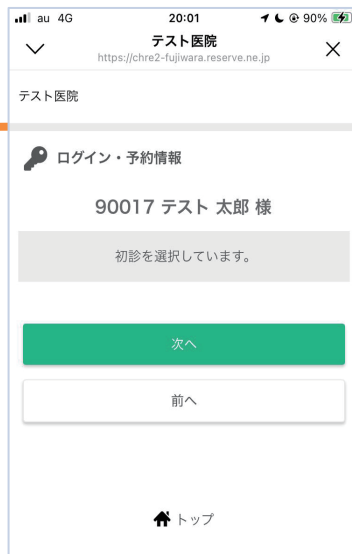 au 4G 20:01 90%
テスト医院
https://chre2-fujiwara.reserve.ne.jp
テスト医院
ログイン・予約情報
90017 テスト 太郎 様
初診を選択しています。
次へ
前へ
トップ